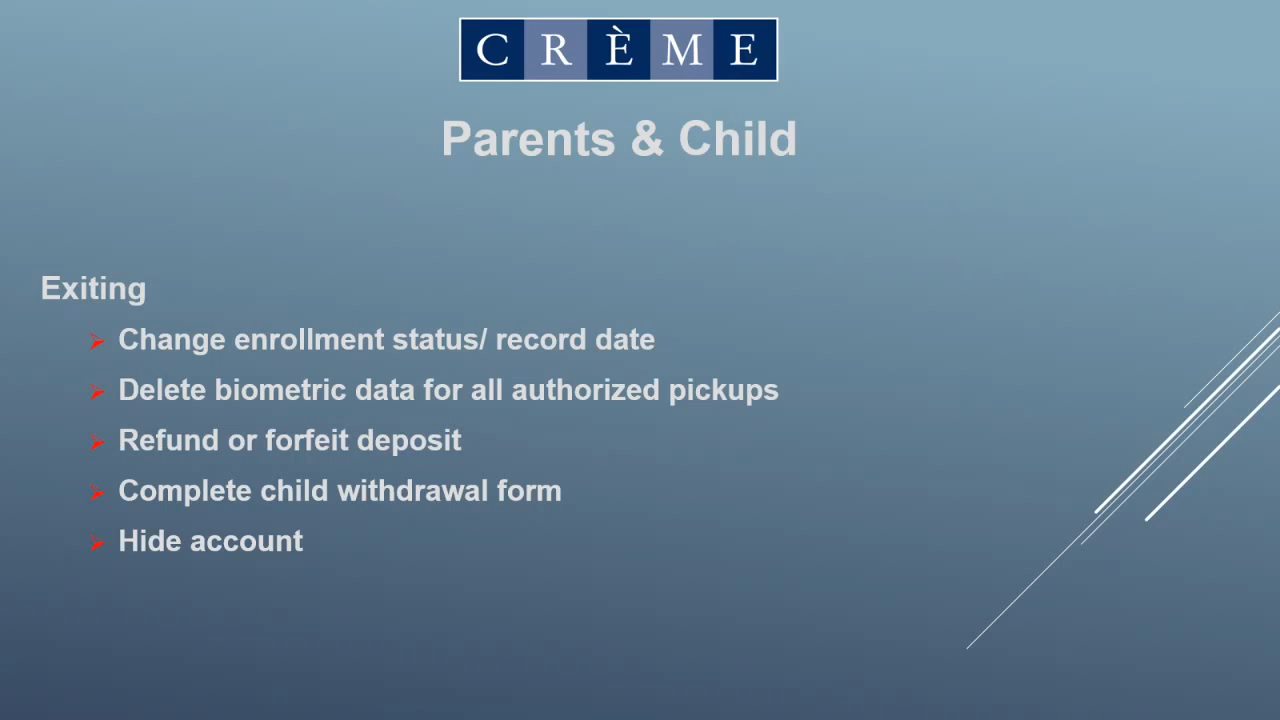 CRÈME
Parents & Child
Exiting
Change enrollment status/ record date
Delete biometric data for all authorized pickups
Refund or forfeit deposit
Complete child withdrawal form
Hide account